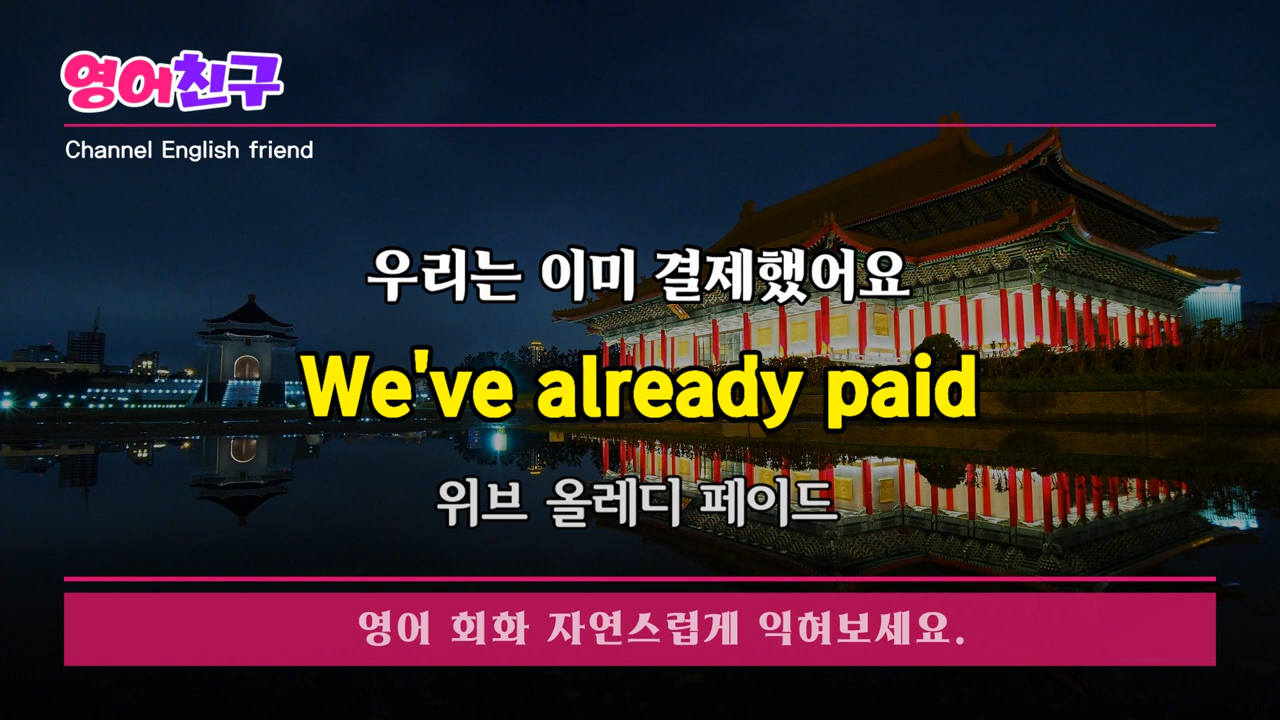 영어친구
Channel English friend
우리는 이미 결제했어요
We've already paid
위브 올레디 페이드
영어 회화 자연스럽게 익혀보세요.